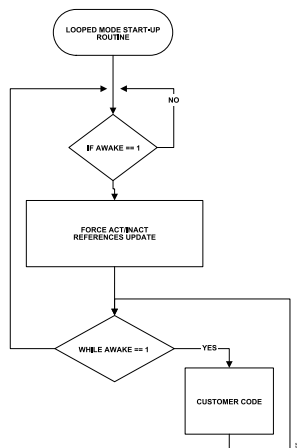 LOOPED MODE START-UP
ROUTINE
NO
IF AWAKE == 1
FORCE ACT/INACT
REFERENCES UPDATE
WHILE AWAKE == 1
YES
CUSTOMER CODE